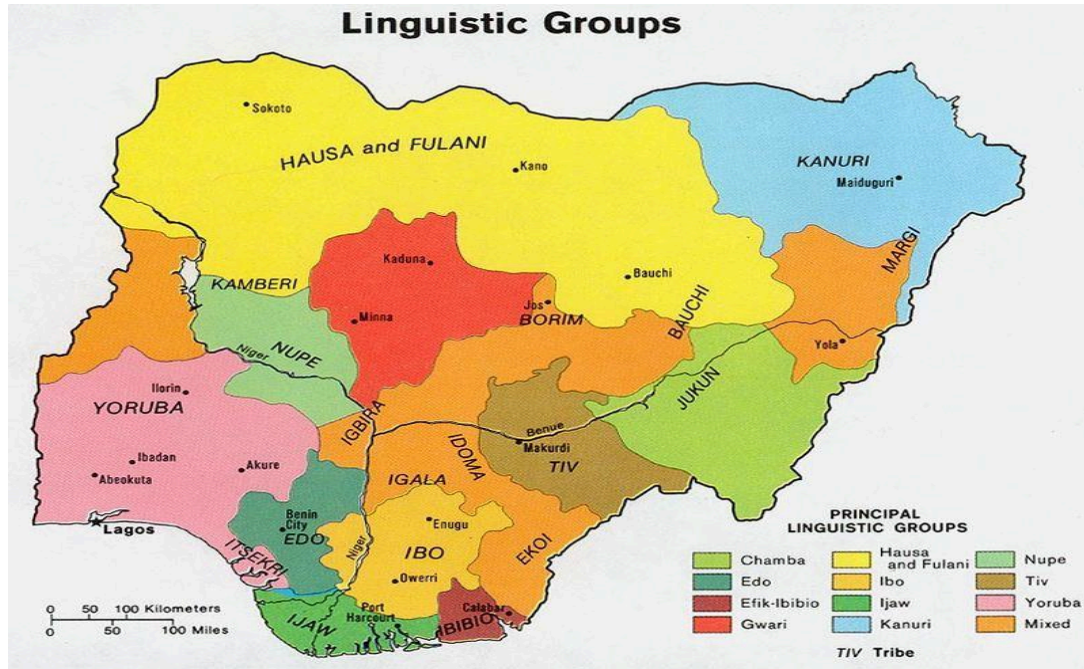 Linguistic Groups
Sokoto
HAUSA and FULANI
Kano
KANURI
Maiduguri
MARGI
Kaduna
Bauchi
KAMBERI
Jos
BORIM
BAUCHI
Minna
Yola
Niger
NUPE
Ilorin
JUKUN
YORUBA
IGBIRA
Benue
Makurdi
IDOMA
TIV
Ibadan
Akure
Abeokuta
IGALA
Lagos
Benin
City
EDO
Enugu
ITSEKRI
Niger
IBO
EKOI
Owerri
Port
Harcourt
Calabar
IJAW
IBIBIO
0 50 100 Kilometers
0 50 100 Miles
PRINCIPAL
LINGUISTIC GROUPS
Chamba
Edo
Efik-Ibibio
Gwari
Hausa
and Fulani
Ibo
Ijaw
Kanuri
Nupe
Tiv
Yoruba
Mixed
TIV Tribe